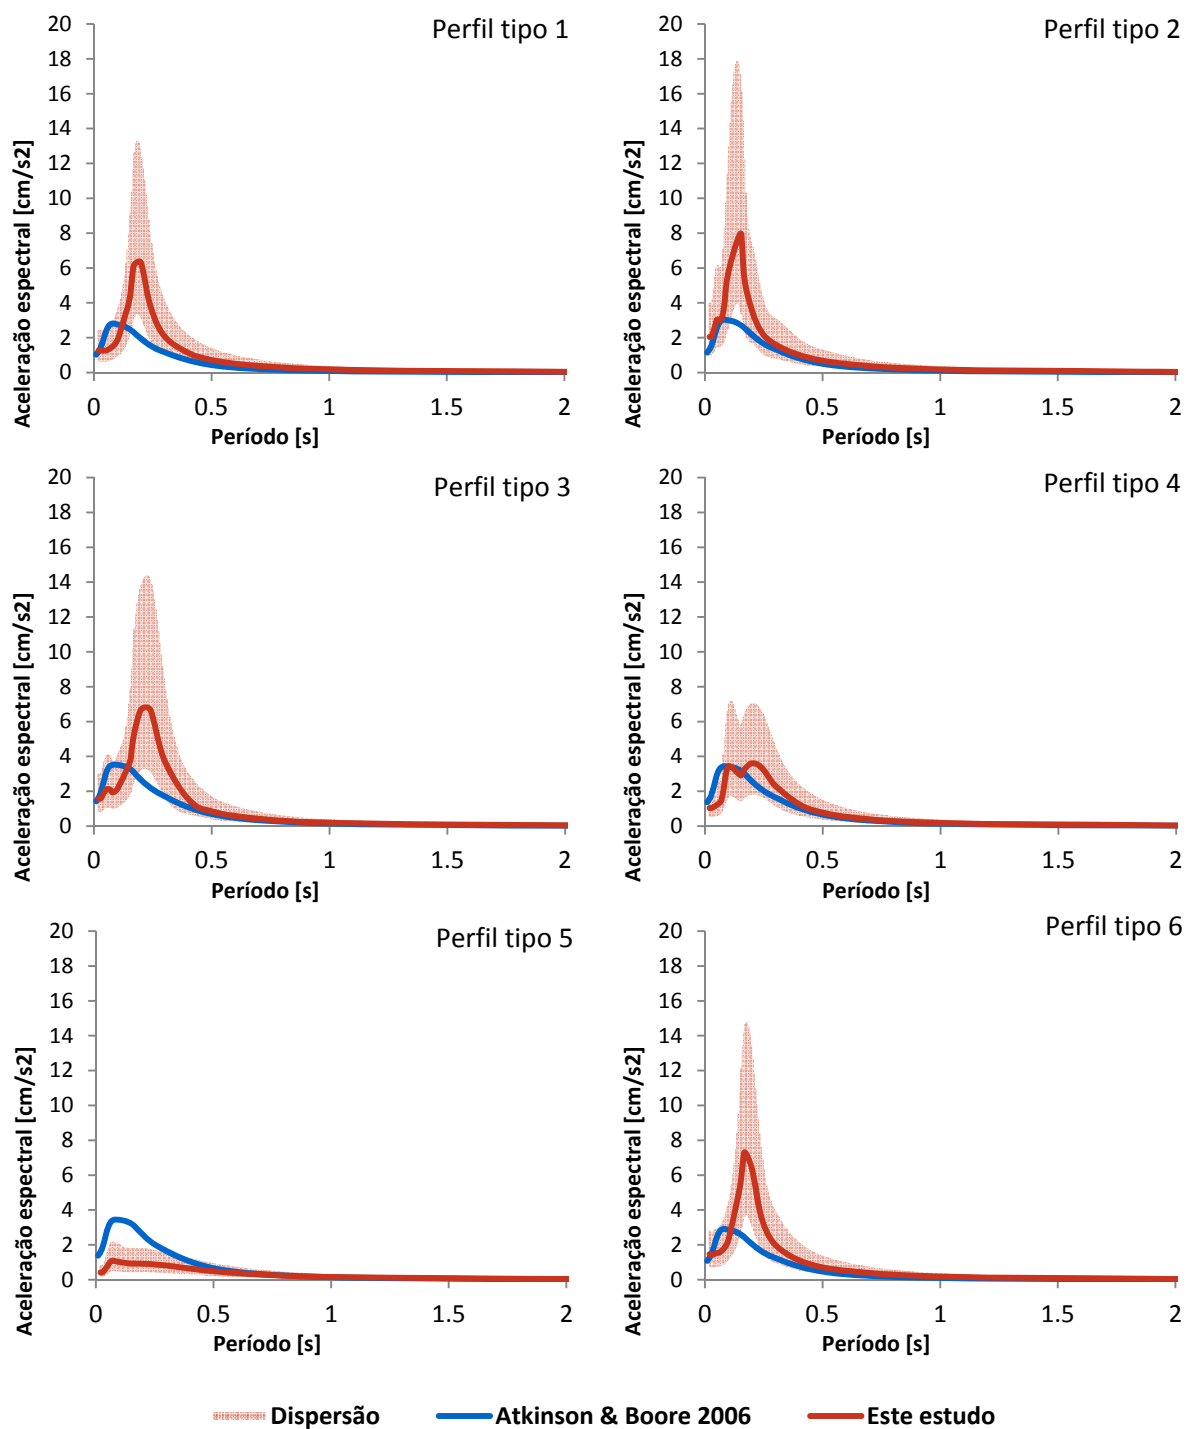 Perfil tipo 1
Aceleração espectral [cm/s2]
20
18
16
14
12
10
8
6
4
2
0
0 0.5 1 1.5 2
Período [s]
Perfil tipo 2
Aceleração espectral [cm/s2]
20
18
16
14
12
10
8
6
4
2
0
0 0.5 1 1.5 2
Período [s]
Perfil tipo 3
Aceleração espectral [cm/s2]
20
18
16
14
12
10
8
6
4
2
0
0 0.5 1 1.5 2
Período [s]
Perfil tipo 4
Aceleração espectral [cm/s2]
20
18
16
14
12
10
8
6
4
2
0
0 0.5 1 1.5 2
Período [s]
Perfil tipo 5
Aceleração espectral [cm/s2]
20
18
16
14
12
10
8
6
4
2
0
0 0.5 1 1.5 2
Período [s]
Perfil tipo 6
Aceleração espectral [cm/s2]
20
18
16
14
12
10
8
6
4
2
0
0 0.5 1 1.5 2
Período [s]
Dispersão Atkinson & Boore 2006 Este estudo